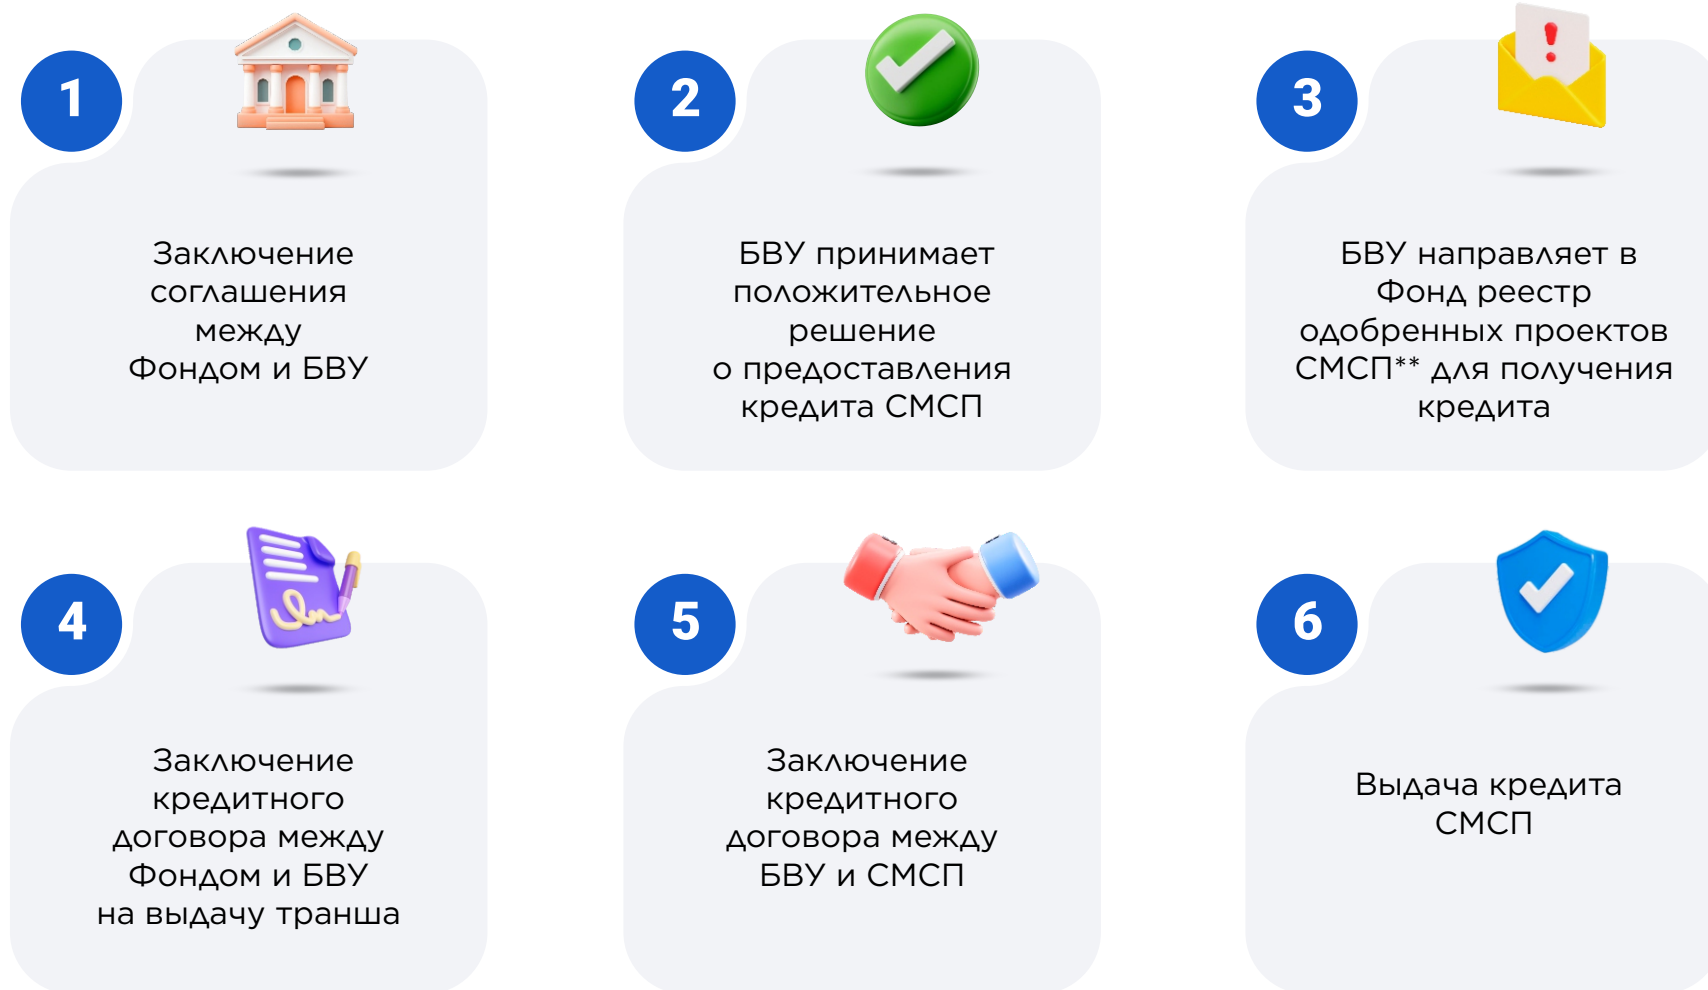 1
Заключение
соглашения
между
Фондом и БВУ
2
БВУ принимает
положительное
решение
о предоставления
кредита СМСП
3
БВУ направляет в
Фонд реестр
одобренных проектов
СМСП** для получения
кредита
4
Заключение
кредитного
договора между
Фондом и БВУ
на выдачу транша
5
Заключение
кредитного
договора между
БВУ и СМСП
6
Выдача кредита
СМСП